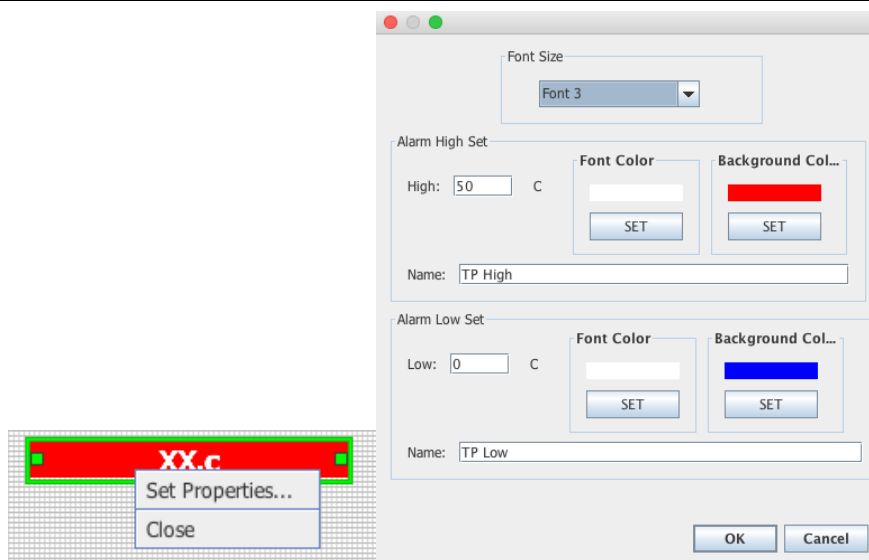 Font Size
Font 3
Alarm High Set
Font Color
Background Col...
High: 50 C
SET
SET
Name: TP High
Alarm Low Set
Font Color
Background Col...
Low: 0 C
SET
SET
Name: TP Low
OK
Cancel
XX.c
Set Properties...
Close